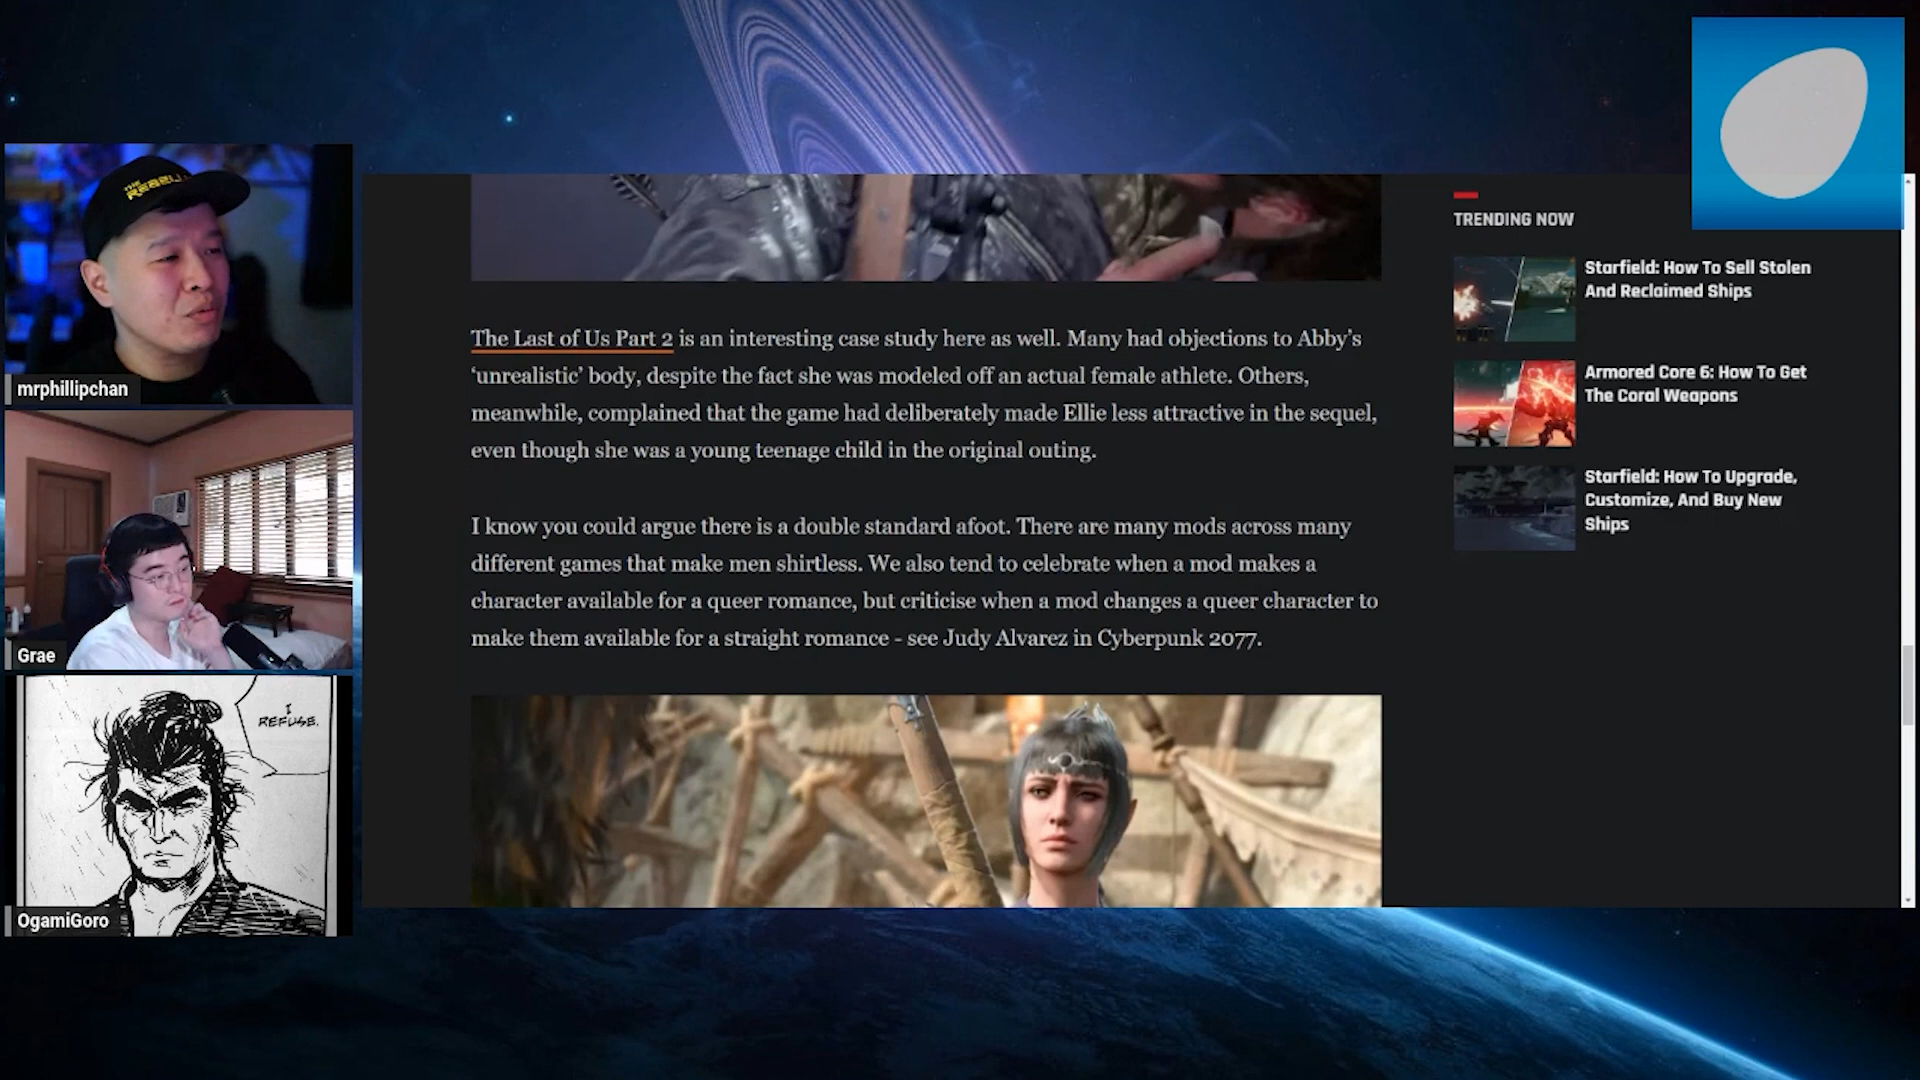 THE
REBEL
mrphillipchan
Grae
I
REFUSE.
OgamiGoro
The Last of Us Part 2 is an interesting case study here as well. Many had objections to Abby’s
‘unrealistic’ body, despite the fact she was modeled off an actual female athlete. Others,
meanwhile, complained that the game had deliberately made Ellie less attractive in the sequel,
even though she was a young teenage child in the original outing.
I know you could argue there is a double standard afoot. There are many mods across many
different games that make men shirtless. We also tend to celebrate when a mod makes a
character available for a queer romance, but criticise when a mod changes a queer character to
make them available for a straight romance - see Judy Alvarez in Cyberpunk 2077.
TRENDING NOW
Starfield: How To Sell Stolen
And Reclaimed Ships
Armored Core 6: How To Get
The Coral Weapons
Starfield: How To Upgrade,
Customize, And Buy New
Ships